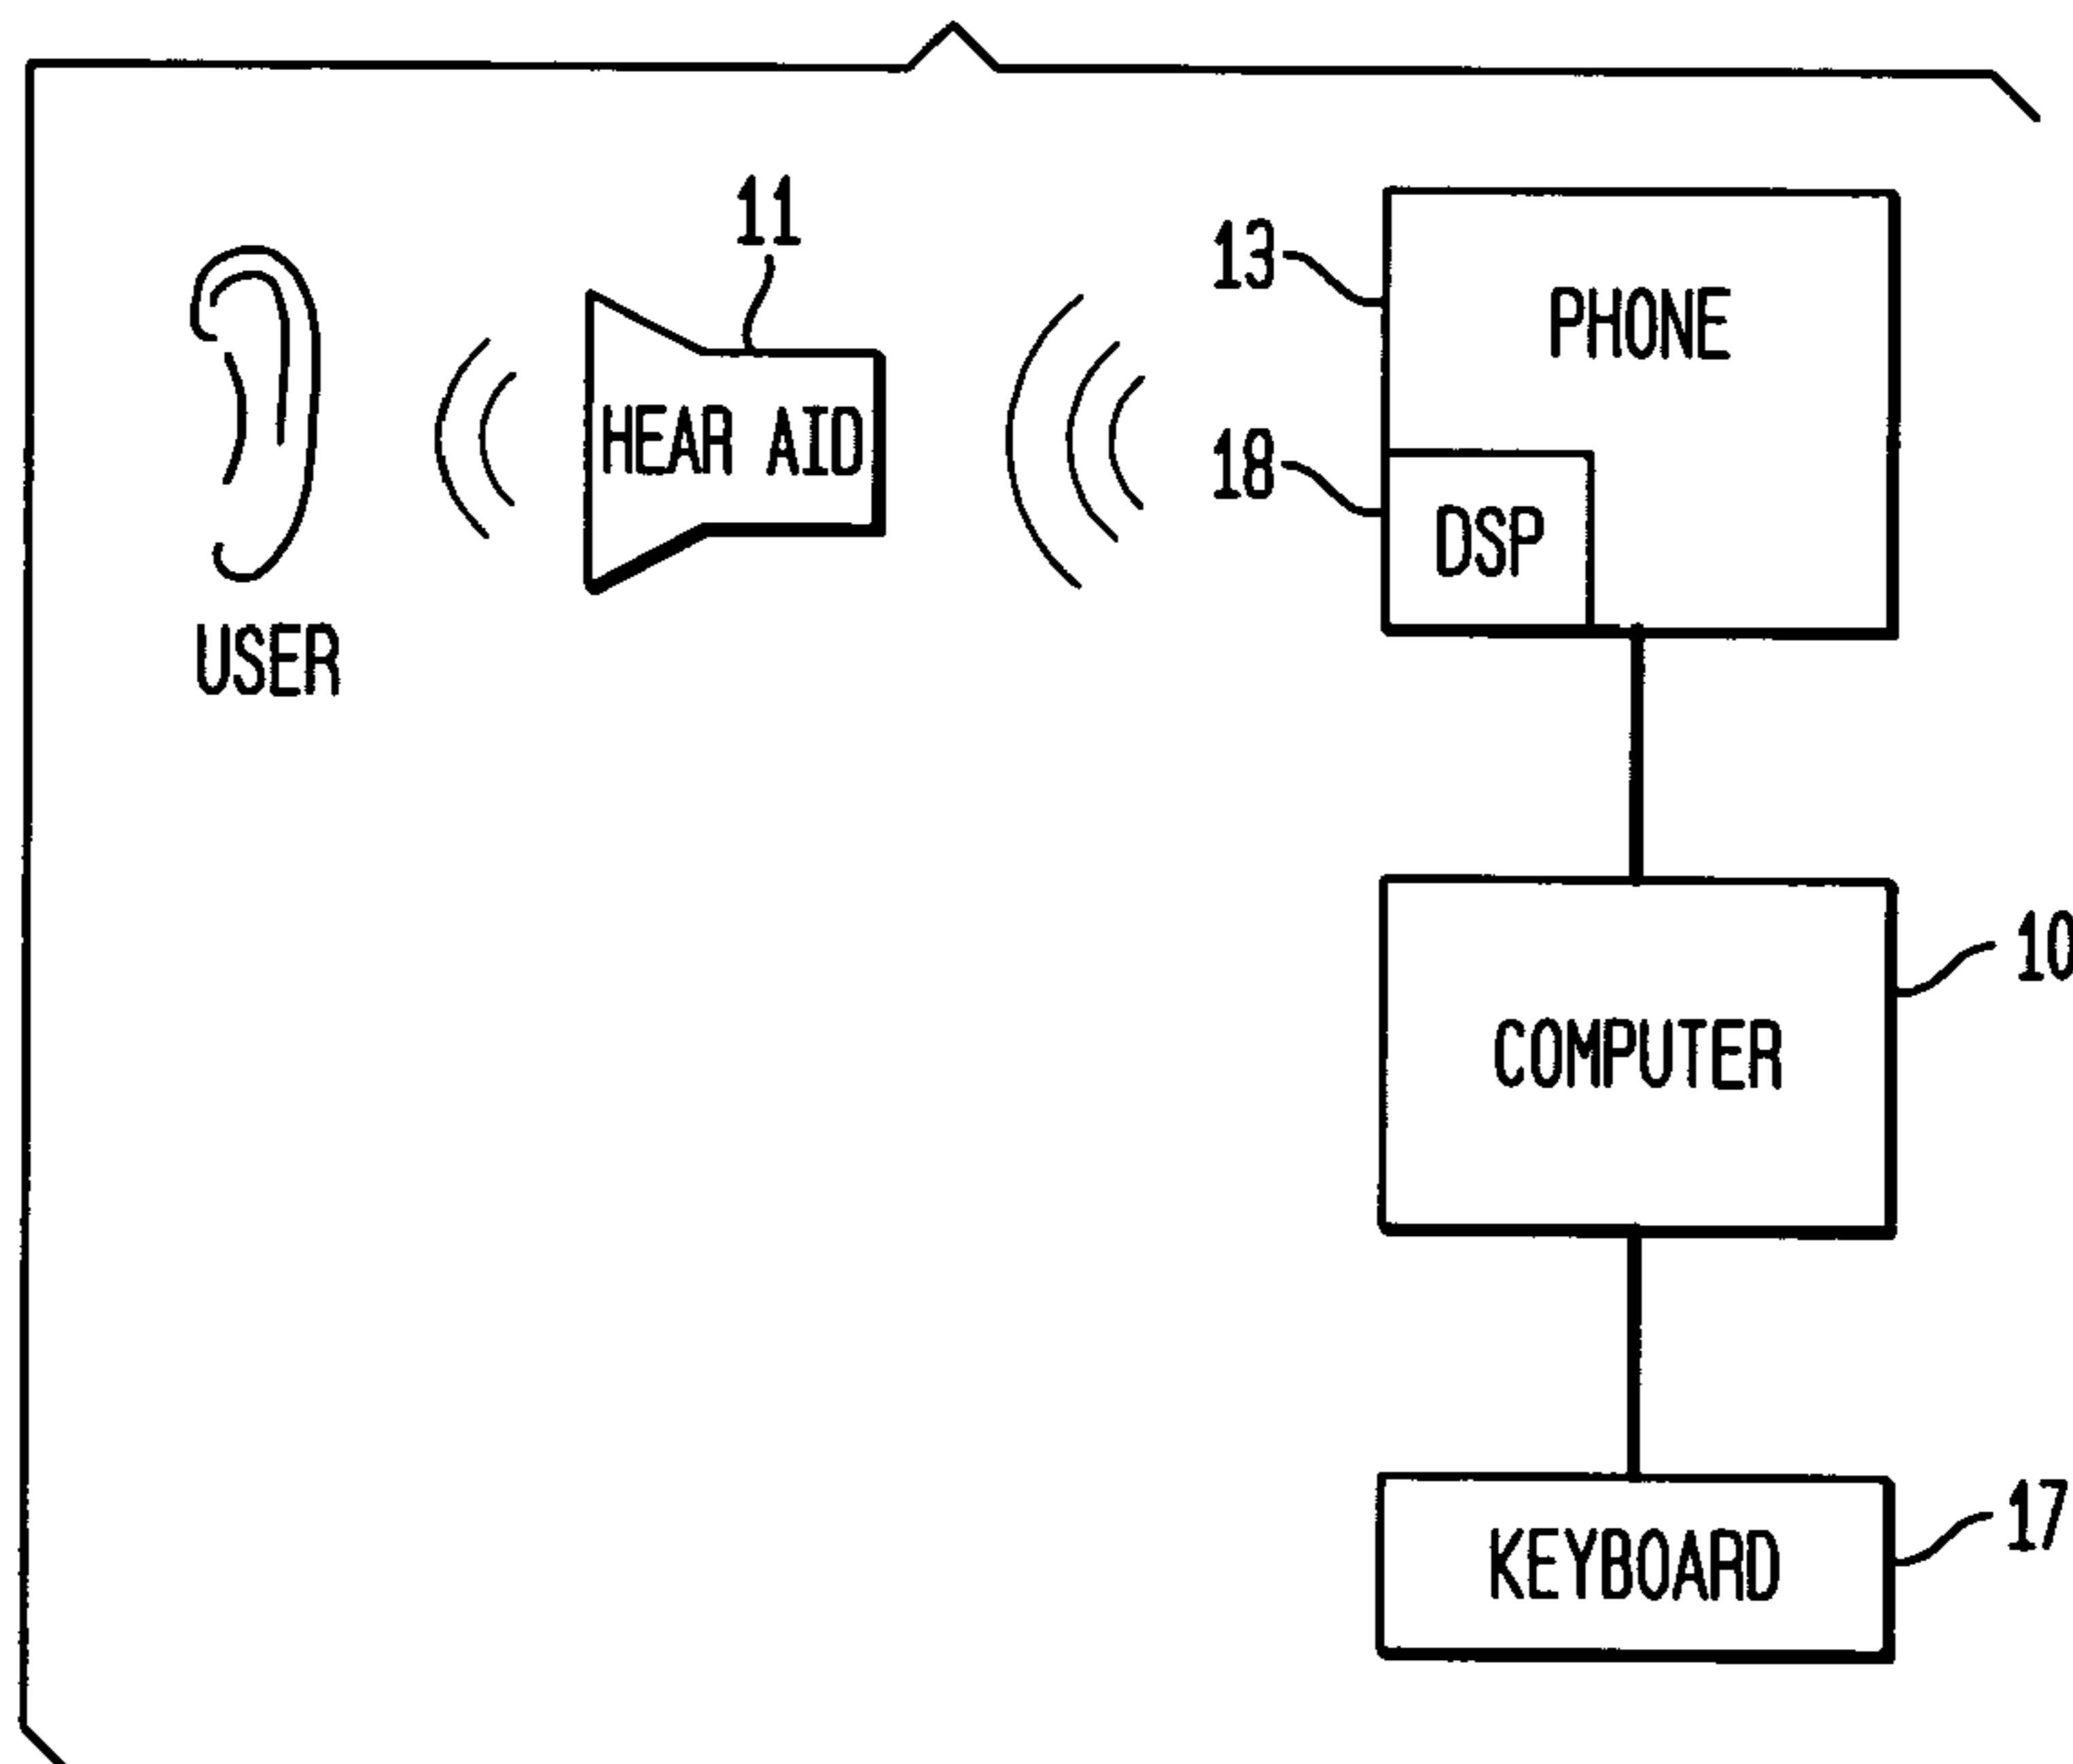 11
13
PHONE
HEAR AID
18
DSP
USER
10
COMPUTER
17
KEYBOARD